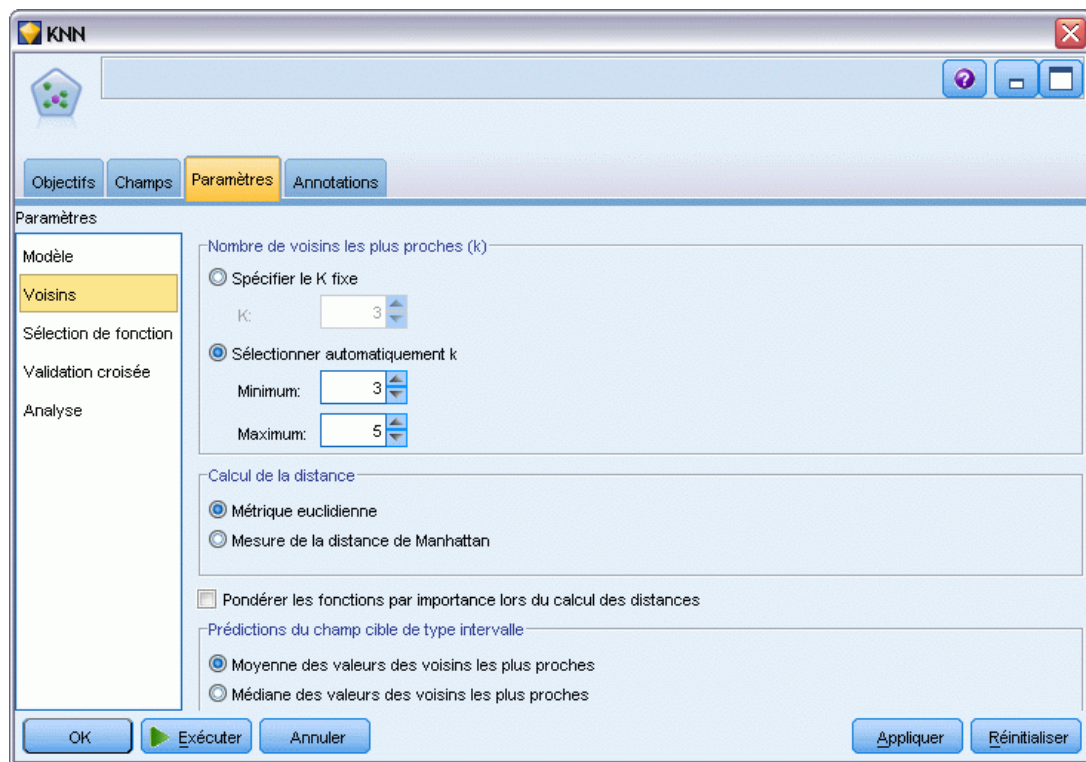 KNN
Objectifs
Champs
Paramètres
Annotations
Paramètres
Modèle
Voisins
Sélection de fonction
Validation croisée
Analyse
Nombre de voisins les plus proches (k)
Spécifier le K fixe
K: 3
Sélectionner automatiquement k
Minimum: 3
Maximum: 5
Calcul de la distance
Métrique euclidienne
Mesure de la distance de Manhattan
Pondérer les fonctions par importance lors du calcul des distances
Prédictions du champ cible de type intervalle
Moyenne des valeurs des voisins les plus proches
Médiane des valeurs des voisins les plus proches
OK
Exécuter
Annuler
Appliquer
Réinitialiser